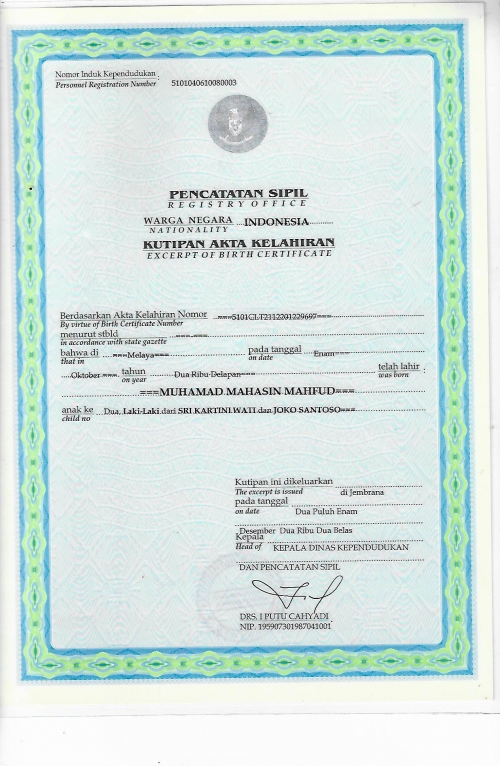 Nomor Induk Kependudukan 5101040610080003
Personnel Registration Number
PENCATATAN SIPIL
REGISTRY OFFICE
WARGA NEGARA INDONESIA
NATIONALITY
KUTIPAN AKTA KELAHIRAN
EXCERPT OF BIRTH CERTIFICATE
Berdasarkan Akta Kelahiran Nomor ===5101CLT2112201229697===
By virtue of Birth Certificate Number
menurut stbld ===.===
in accordance with state gazette
bahwa di ===Melaya=== pada tanggal Enam===
that in on date
Oktober === tahun Dua Ribu Delapan=== telah lahir :
on year was born
===MUHAMAD MAHASIN MAHFUD===
anak ke Dua, Laki-Laki dari SRI KARTINI WATI dan JOKO SANTOSO===
child no
Kutipan ini dikeluarkan
The excerpt is issued di Jembrana
pada tanggal
on date Dua Puluh Enam
Desember Dua Ribu Dua Belas
Kepala
Head of KEPALA DINAS KEPENDUDUKAN
DAN PENCATATAN SIPIL
DRS. I PUTU CAHYADI
NIP. 195907301987041001